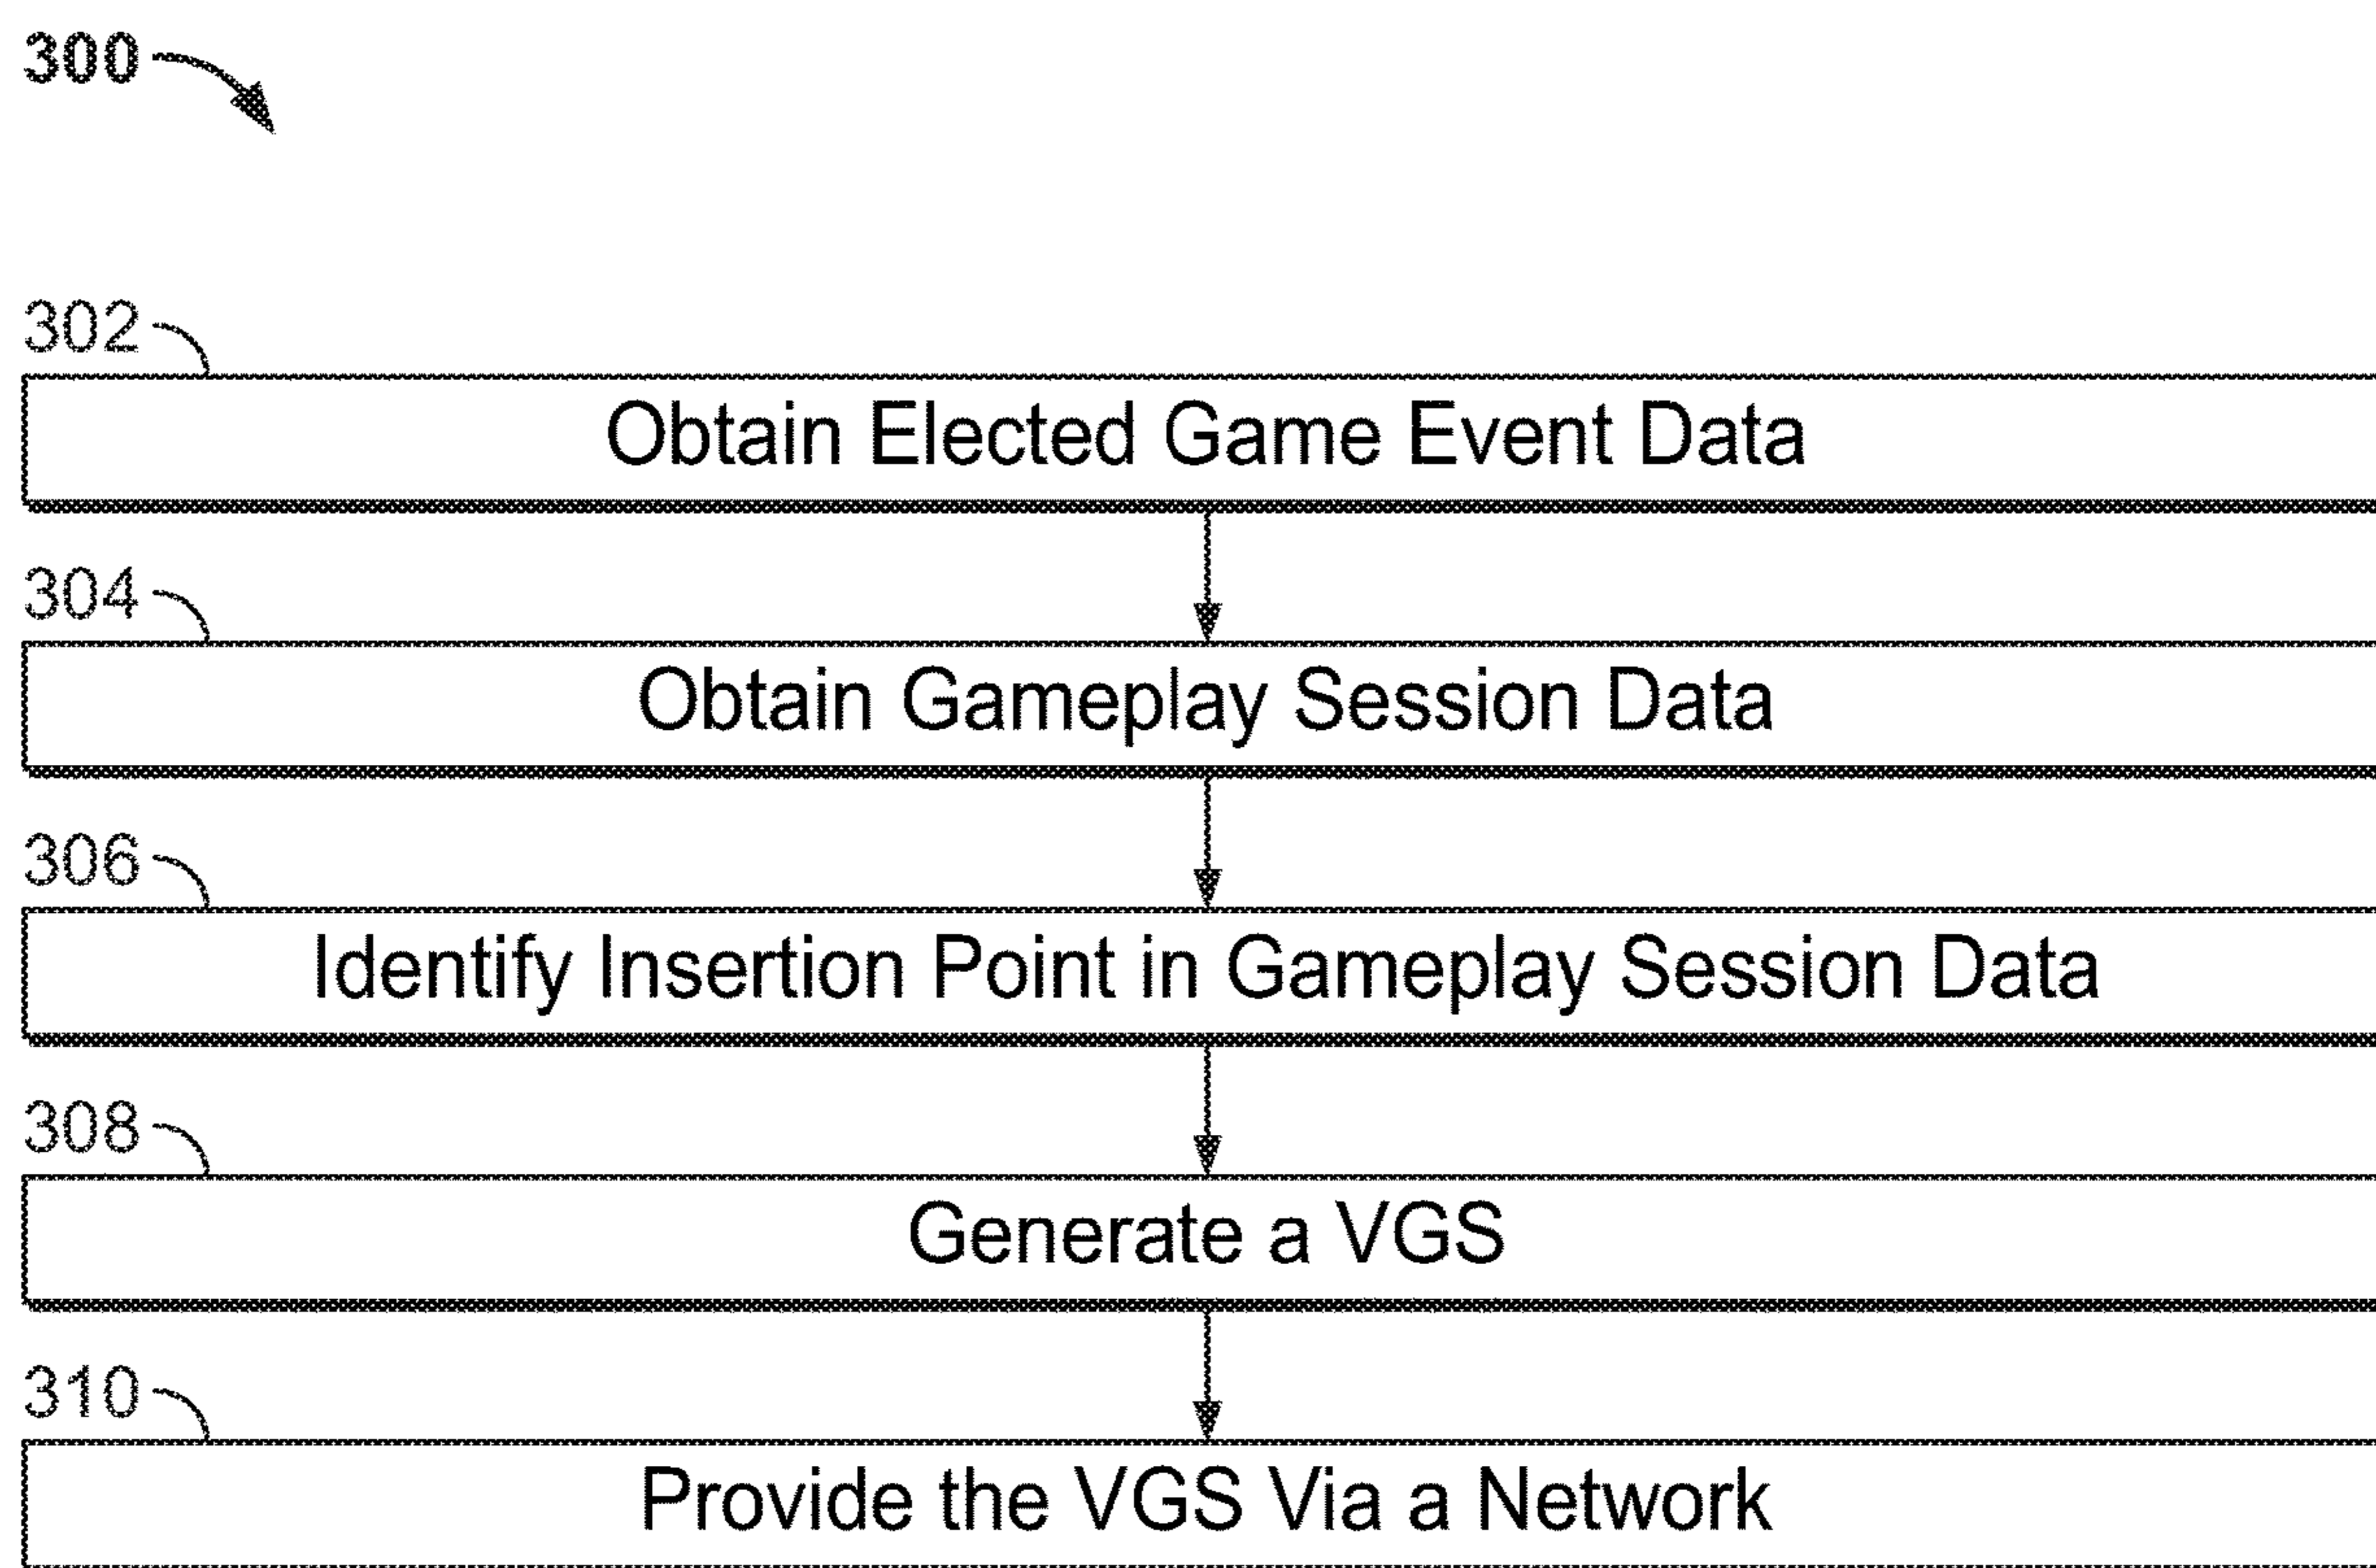 300
302
Obtain Elected Game Event Data
304
Obtain Gameplay Session Data
306
Identify Insertion Point in Gameplay Session Data
308
Generate a VGS
310
Provide the VGS Via a Network